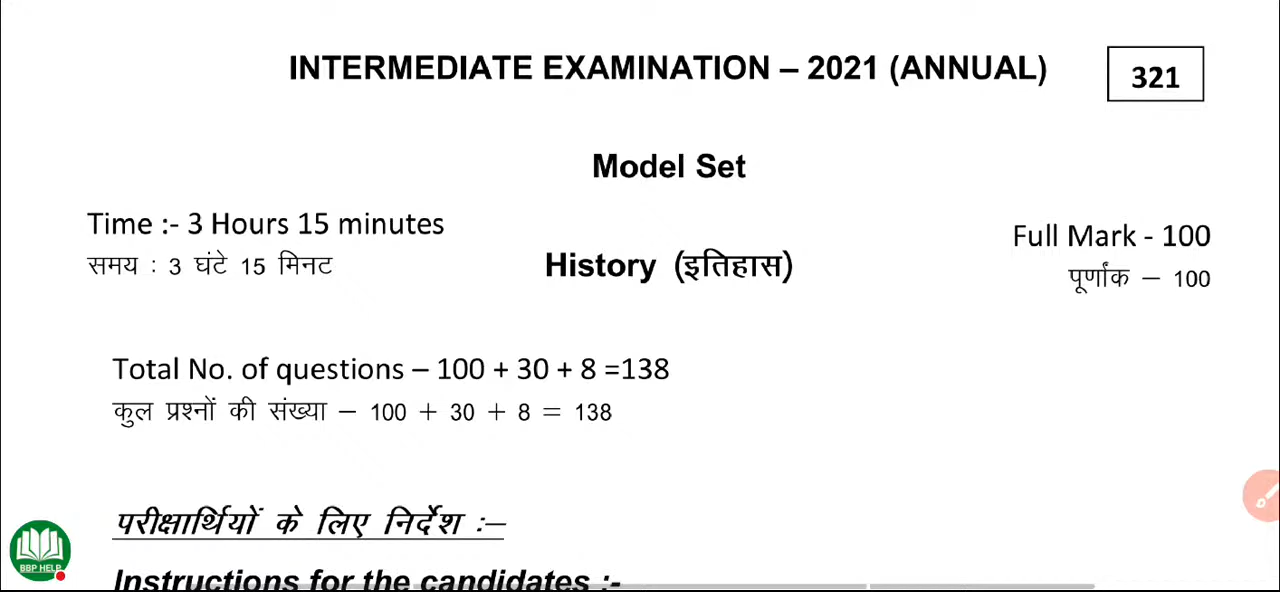 INTERMEDIATE EXAMINATION – 2021 (ANNUAL)
321
Model Set
Time :- 3 Hours 15 minutes
Full Mark - 100
समय : 3 घंटे 15 मिनट
History (इतिहास)
पूर्णांक – 100
Total No. of questions – 100 + 30 + 8 =138
कुल प्रश्नों की संख्या – 100 + 30 + 8 = 138
परीक्षार्थियों के लिए निर्देश :–
Instructions for the candidates :-
BBP HELP